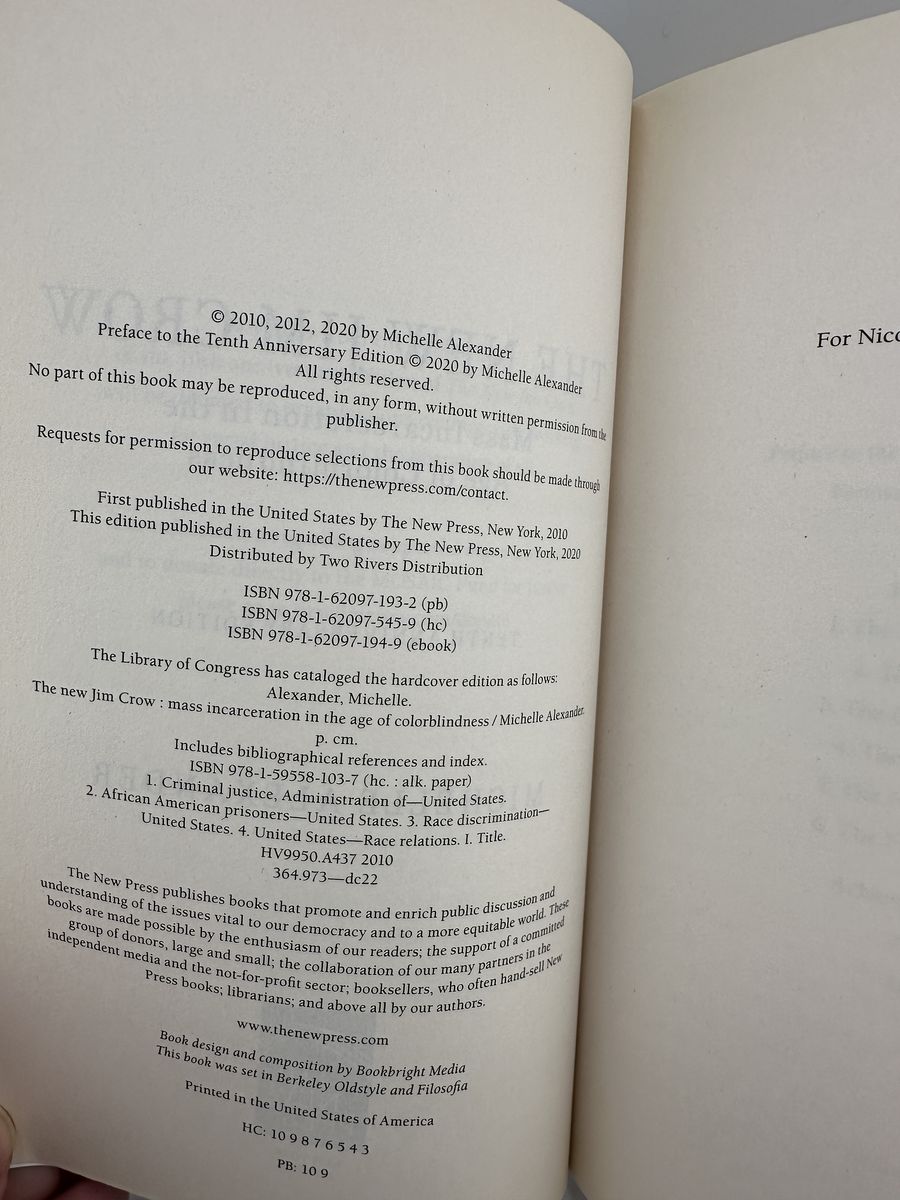 © 2010, 2012, 2020 by Michelle Alexander
Preface to the Tenth Anniversary Edition © 2020 by Michelle Alexander
All rights reserved.
No part of this book may be reproduced, in any form, without written permission from the
publisher.
Requests for permission to reproduce selections from this book should be made through
our website: https://thenewpress.com/contact.
First published in the United States by The New Press, New York, 2010
This edition published in the United States by The New Press, New York, 2020
Distributed by Two Rivers Distribution
ISBN 978-1-62097-193-2 (pb)
ISBN 978-1-62097-545-9 (hc)
ISBN 978-1-62097-194-9 (ebook)
The Library of Congress has cataloged the hardcover edition as follows:
Alexander, Michelle.
The new Jim Crow : mass incarceration in the age of colorblindness / Michelle Alexander.
p. cm.
Includes bibliographical references and index.
ISBN 978-1-59558-103-7 (hc. : alk. paper)
1. Criminal justice, Administration of—United States.
2. African American prisoners—United States. 3. Race discrimination—
United States. 4. United States—Race relations. I. Title.
HV9950.A437 2010
364.973—dc22
The New Press publishes books that promote and enrich public discussion and
understanding of the issues vital to our democracy and to a more equitable world. These
books are made possible by the enthusiasm of our readers; the support of a committed
group of donors, large and small; the collaboration of our many partners in the
independent media and the not-for-profit sector; booksellers, who often hand-sell New
Press books; librarians; and above all by our authors.
www.thenewpress.com
Book design and composition by Bookbright Media
This book was set in Berkeley Oldstyle and Filosofia
Printed in the United States of America
HC: 10 9 8 7 6 5 4 3
PB: 10 9
For Nic